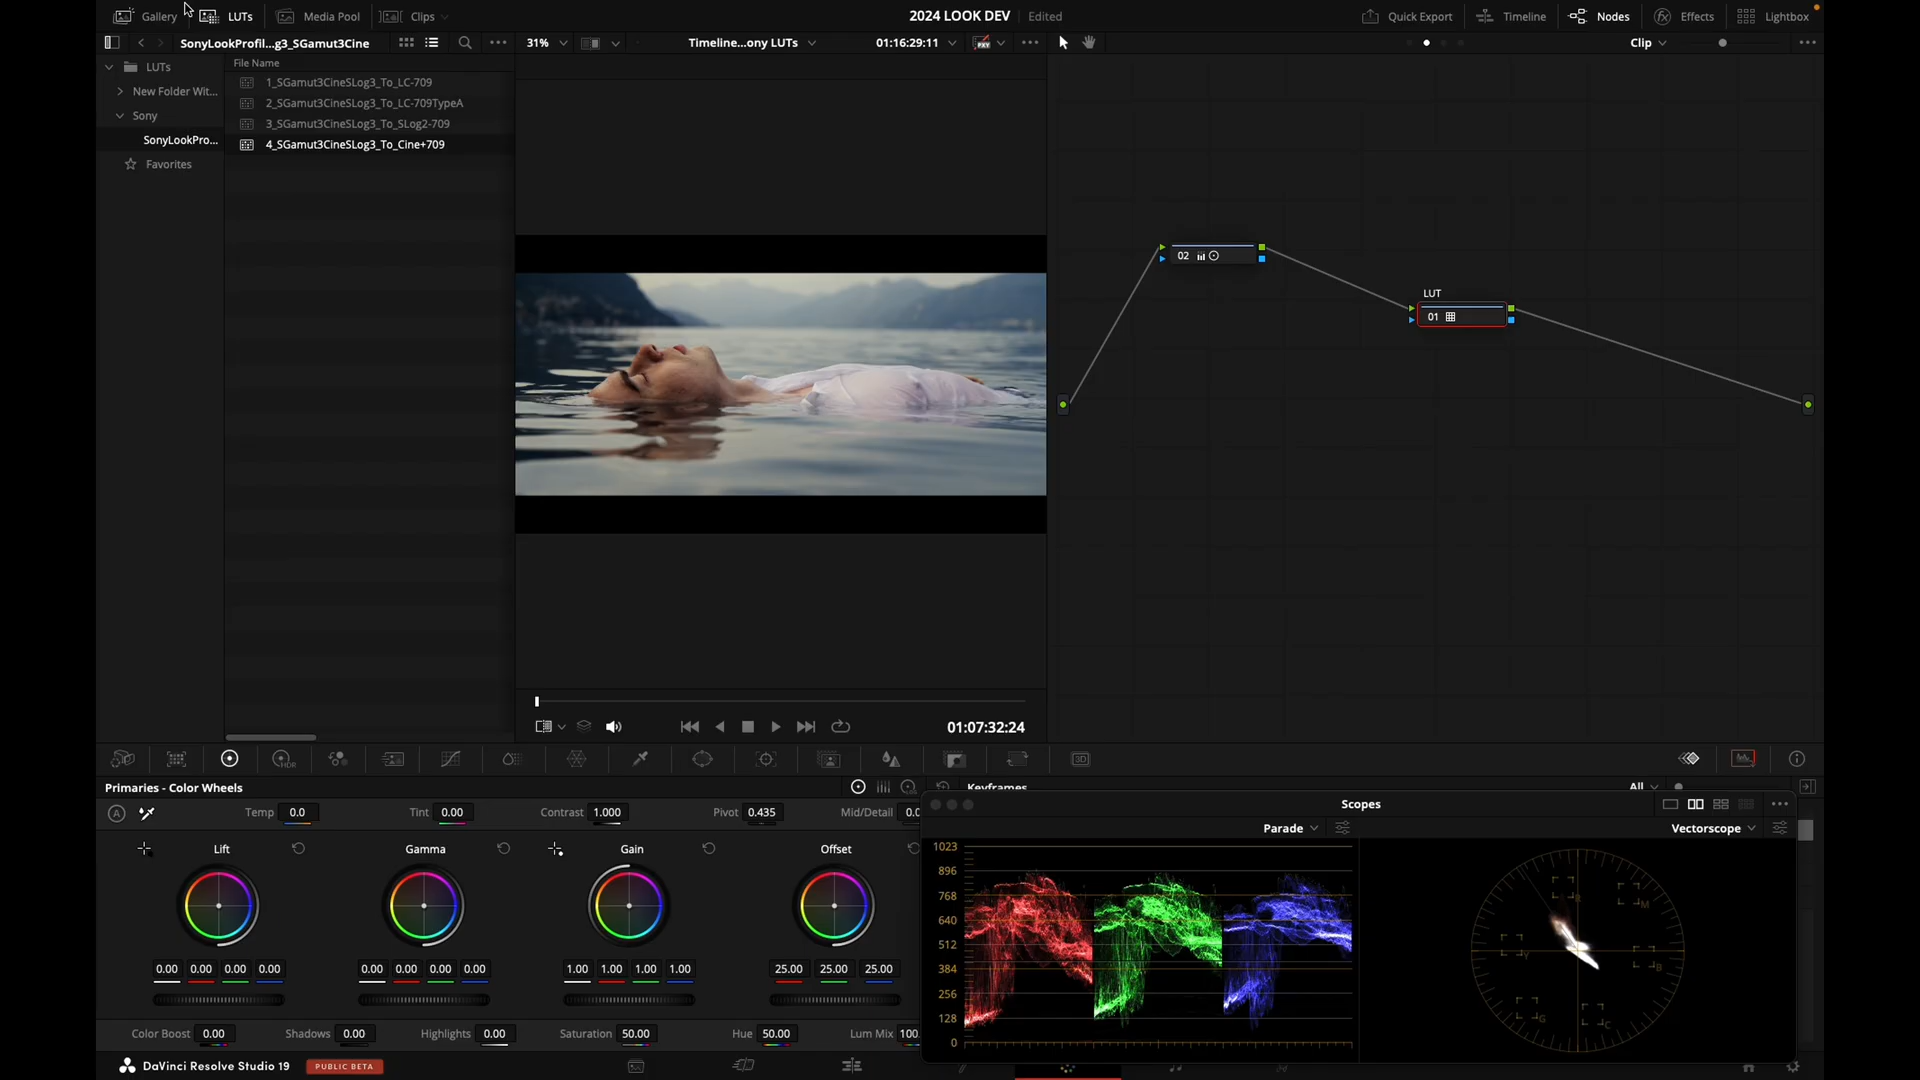 Gallery LUTs Media Pool Clips 2024 LOOK DEV Edited Quick Export Timeline Nodes Effects Lightbox
SonyLookProfil...g3_SGamut3Cine 31% Timeline...ony LUTs 01:16:29:11 Clip
LUTs
New Folder Wit...
Sony
SonyLookPro...
Favorites
File Name
1_SGamut3CineSLog3_To_LC-709
2_SGamut3CineSLog3_To_LC-709TypeA
3_SGamut3CineSLog3_To_SLog2-709
4_SGamut3CineSLog3_To_Cine+709
02
LUT
01
01:07:32:24
HDR
3D
Primaries - Color Wheels
Temp 0.0 Tint 0.00 Contrast 1.000 Pivot 0.435 Mid/Detail 0.0
Lift Gamma Gain Offset
0.00 0.00 0.00 0.00 0.00 0.00 0.00 0.00 1.00 1.00 1.00 1.00 25.00 25.00 25.00
Color Boost 0.00 Shadows 0.00 Highlights 0.00 Saturation 50.00 Hue 50.00 Lum Mix 100.
Keyframes All
Scopes
Parade Vectorscope
1023
896
768
640
512
384
256
128
0
R
M
B
C
G
Y
DaVinci Resolve Studio 19 PUBLIC BETA